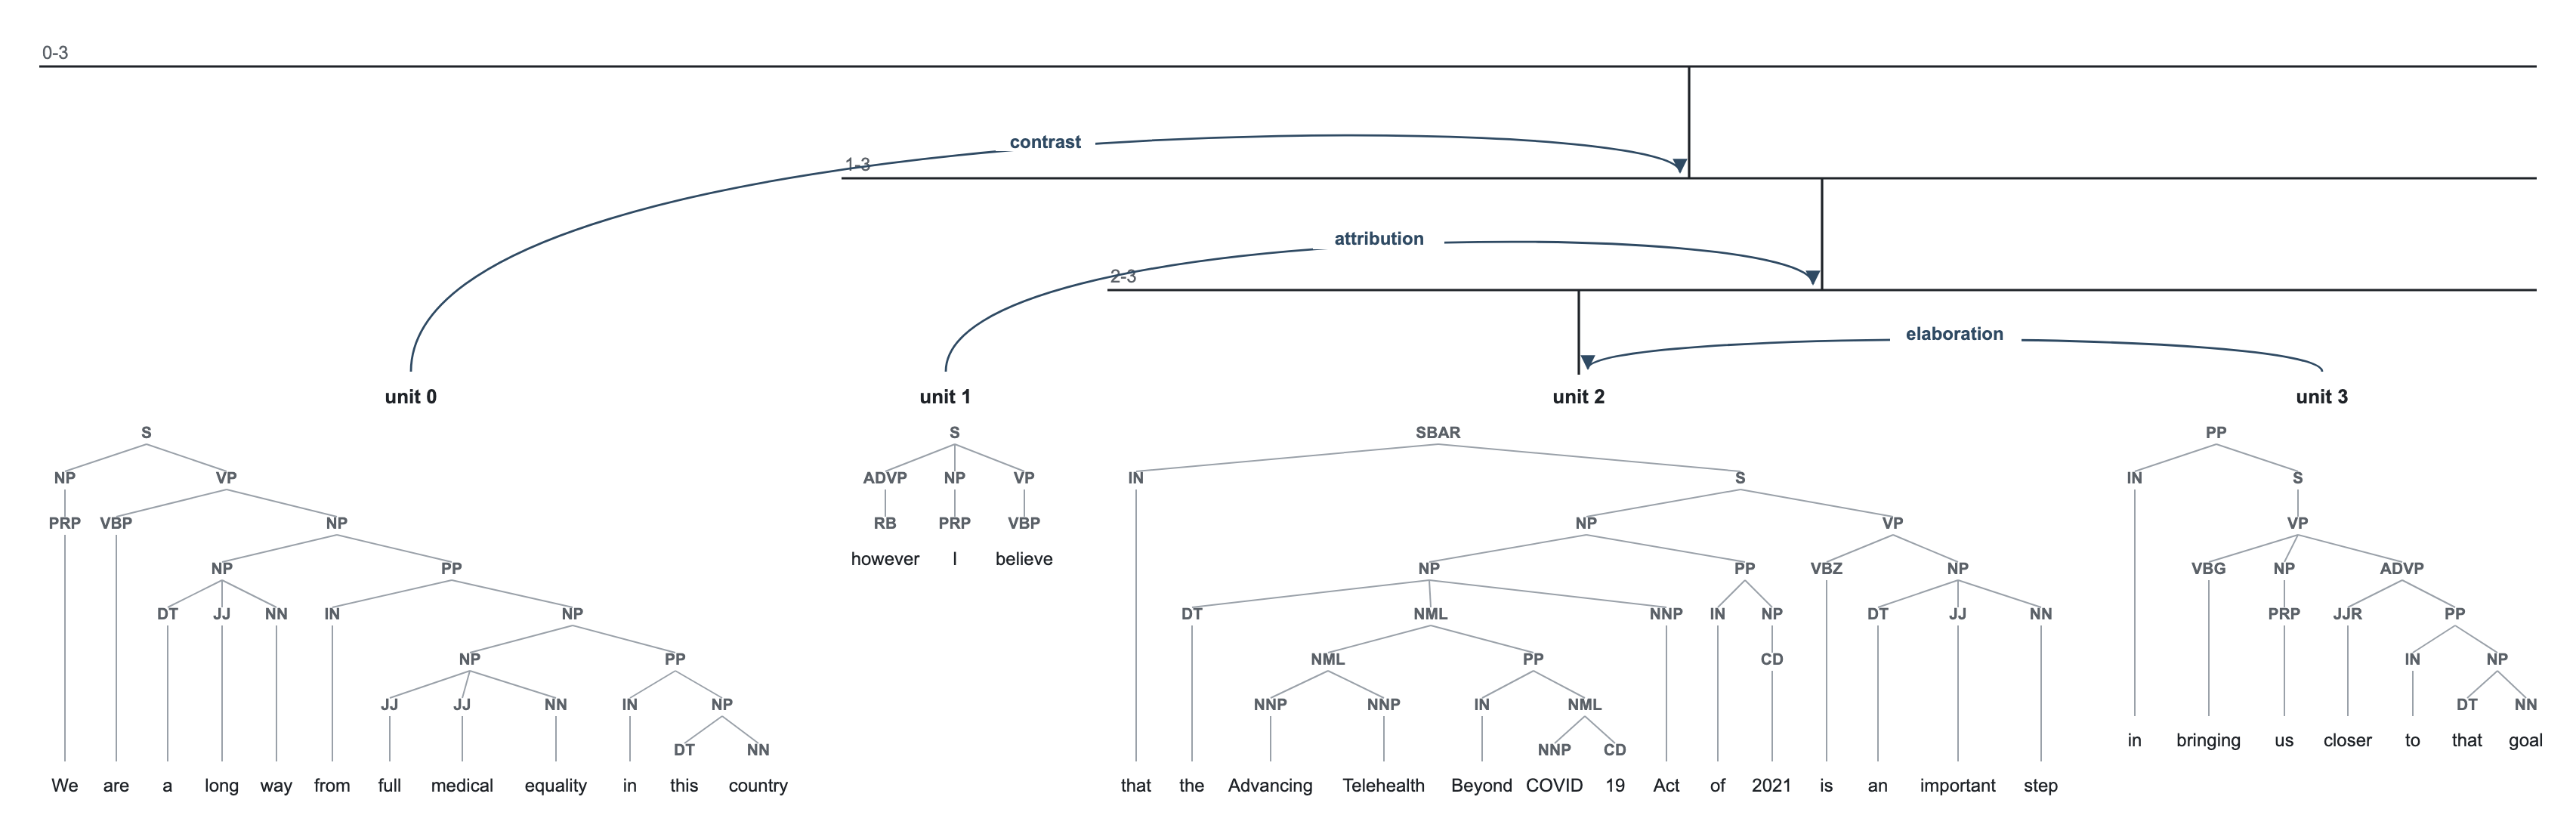 0-3
contrast
1-3
attribution
2-3
elaboration
unit 0 unit 1 unit 2 unit 3
S S SBAR PP
NP VP ADVP NP VP IN S IN S
PRP VBP NP RB PRP VBP NP VP VP
however I believe
NP PP NP PP VBZ NP VBG NP ADVP
DT JJ NN IN NP DT NML NNP IN NP DT JJ NN PRP JJR PP
NP PP NML PP CD IN NP
JJ JJ NN IN NP NNP NNP IN NML DT NN
in bringing us closer to that goal
DT NN NNP CD
We are a long way from full medical equality in this country that the Advancing Telehealth Beyond COVID 19 Act of 2021 is an important step